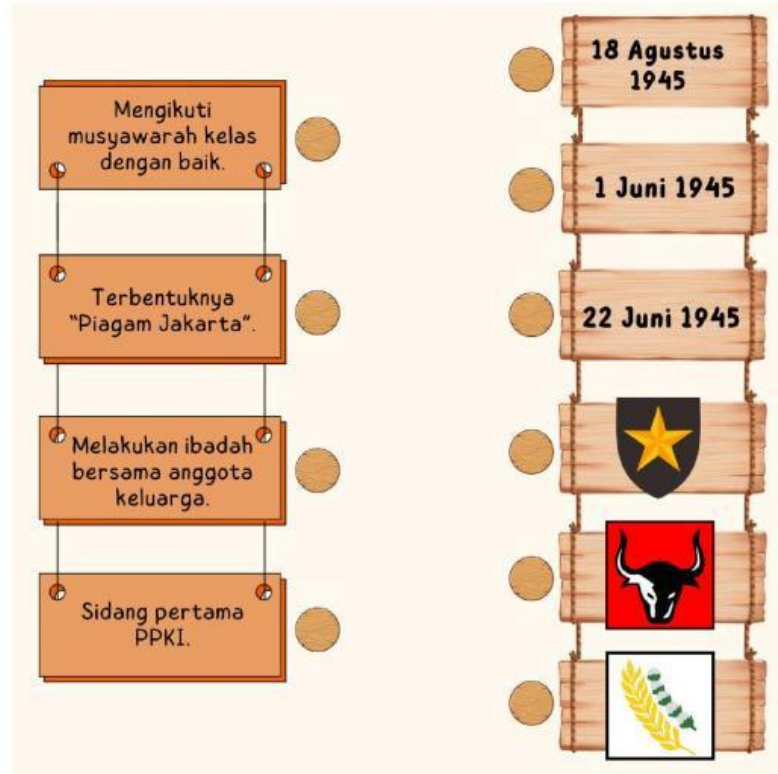 Mengikuti
musyawarah kelas
dengan baik.
Terbentuknya
"Piagam Jakarta".
Melakukan ibadah
bersama anggota
keluarga.
Sidang pertama
PPKI.
18 Agustus
1945
1 Juni 1945
22 Juni 1945